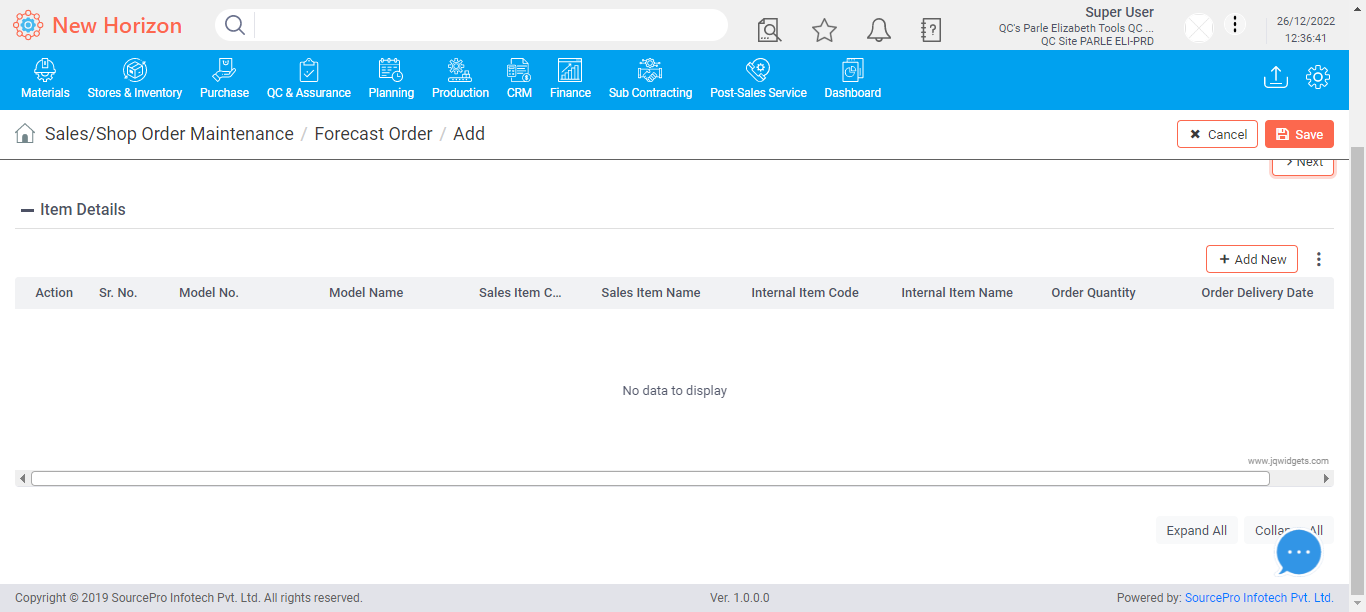 New Horizon
Super User
QC's Parle Elizabeth Tools QC ...
QC Site PARLE ELI-PRD
26/12/2022
12:36:41
Materials Stores & Inventory Purchase QC & Assurance Planning Production CRM Finance Sub Contracting Post-Sales Service Dashboard
Sales/Shop Order Maintenance / Forecast Order / Add
Cancel Save
Next
Item Details
+ Add New
Action Sr. No. Model No. Model Name Sales Item C... Sales Item Name Internal Item Code Internal Item Name Order Quantity Order Delivery Date
No data to display
www.jqwidgets.com
Expand All All
Copyright © 2019 SourcePro Infotech Pvt. Ltd. All rights reserved. Ver. 1.0.0.0 Powered by: SourcePro Infotech Pvt. Ltd.